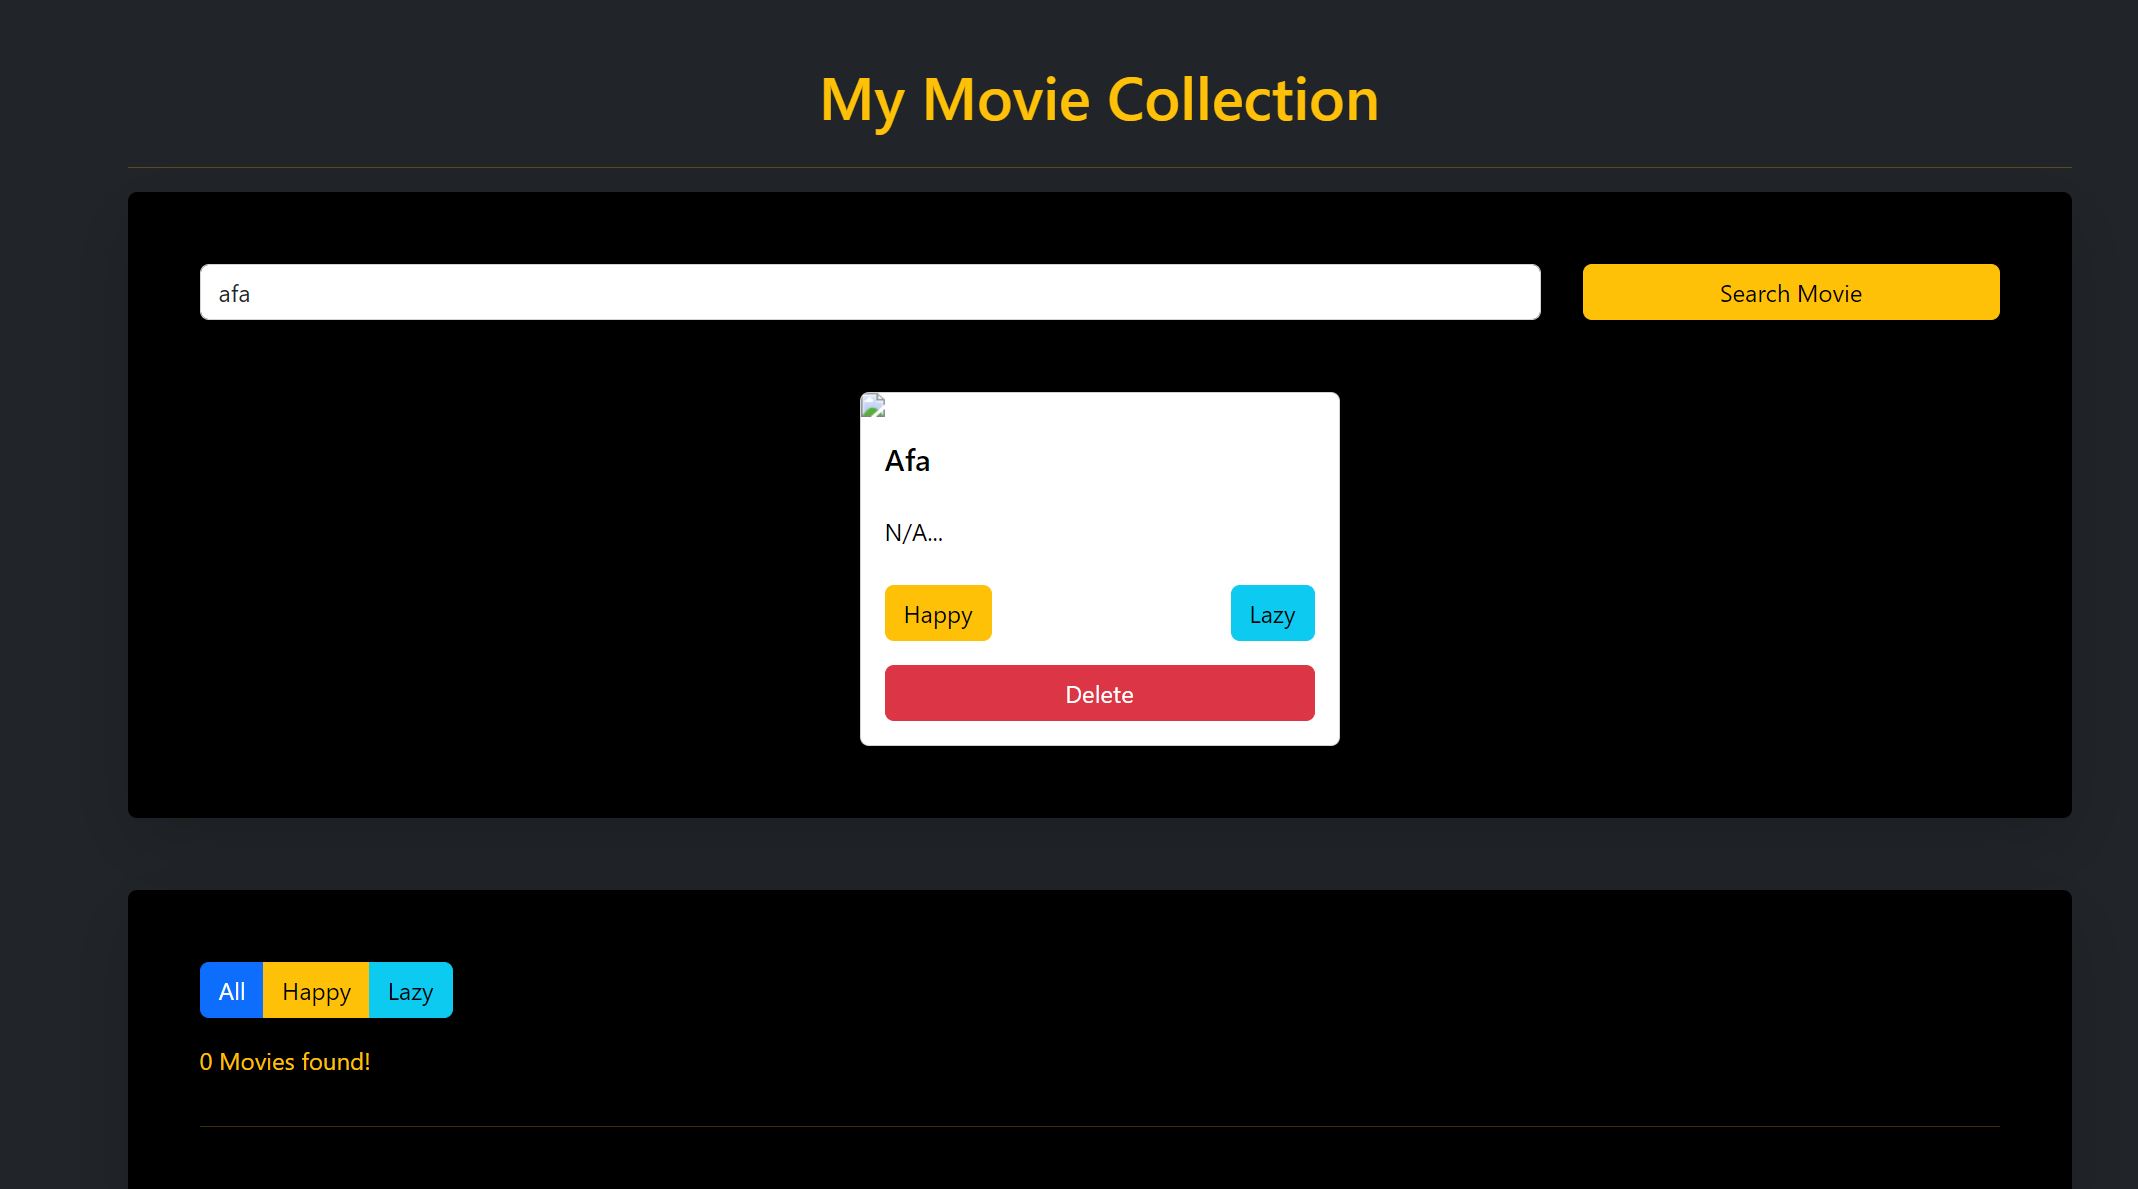 My Movie Collection
afa Search Movie
Afa
N/A...
Happy Lazy
Delete
All Happy Lazy
0 Movies found!